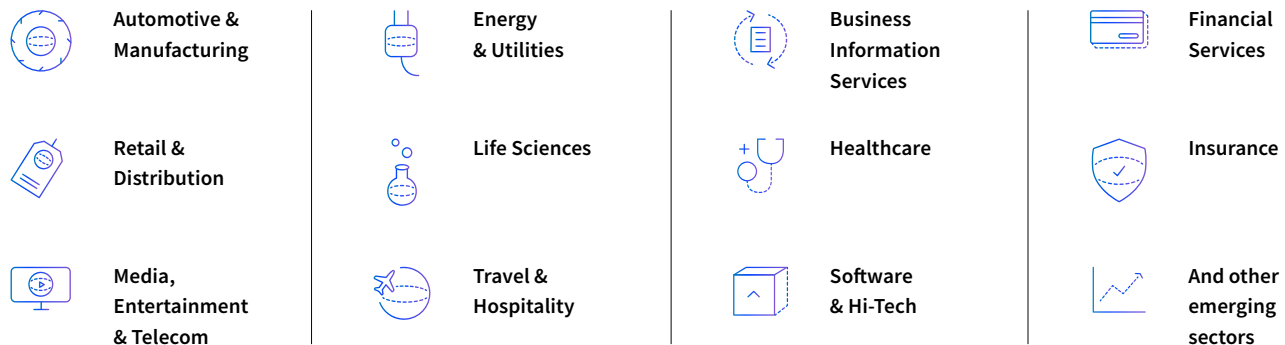 Automotive &
Manufacturing
Energy
& Utilities
Business
Information
Services
Financial
Services
Retail &
Distribution
Life Sciences
Healthcare
Insurance
Media,
Entertainment
& Telecom
Travel &
Hospitality
Software
& Hi-Tech
And other
emerging
sectors